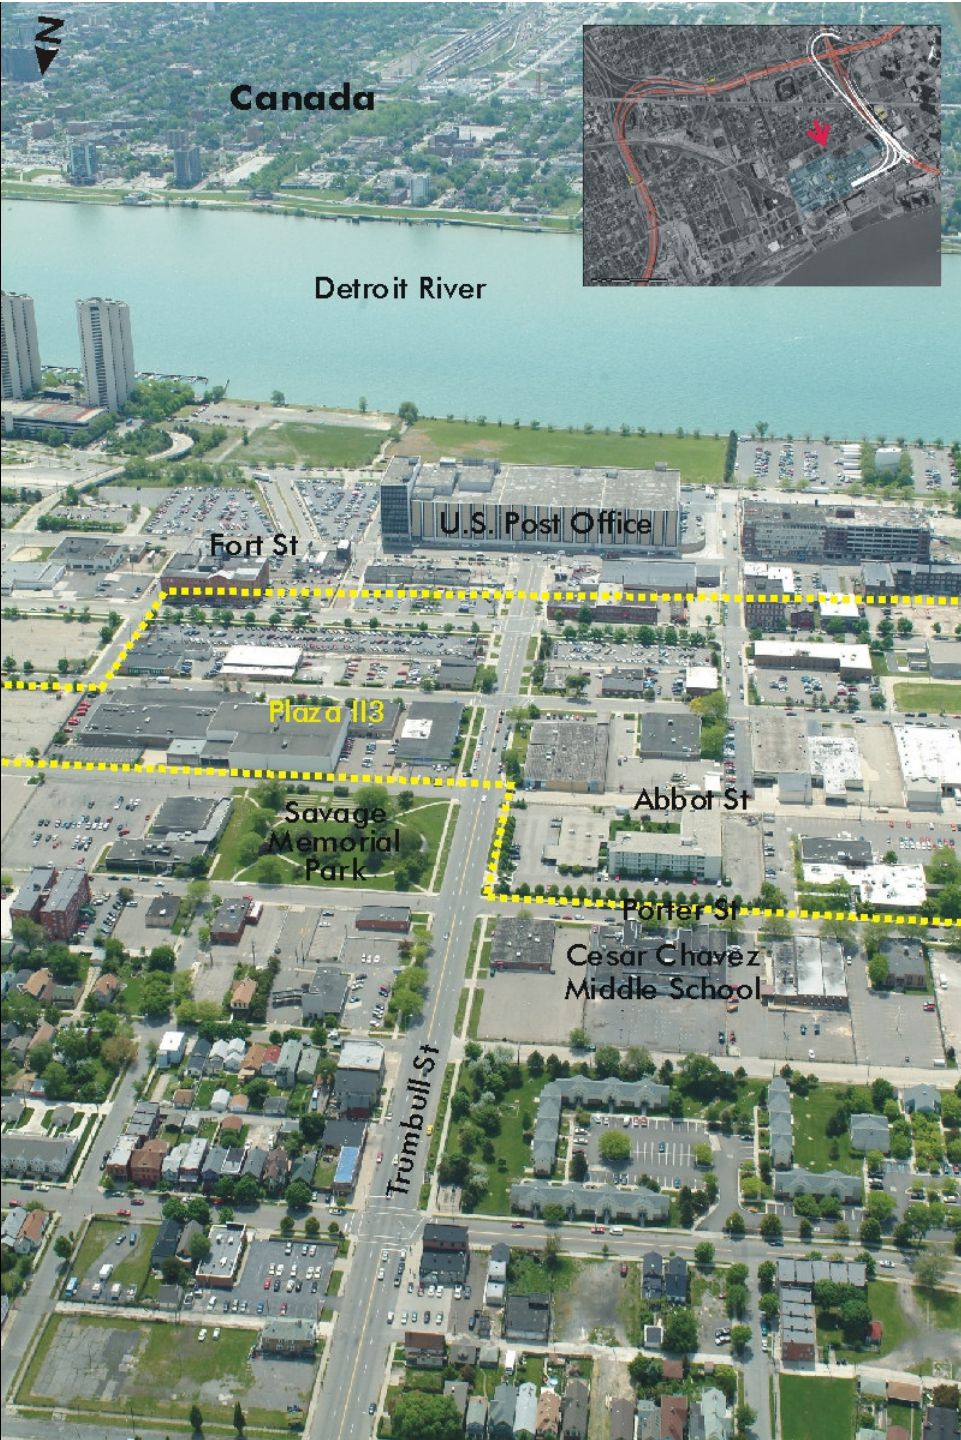 N
Canada
Detroit River
U.S. Post Office
Fort St
Plaza II3
Abbot St
Savage
Memorial
Park
Porter St
Cesar Chavez
Middle School
Trumbull St